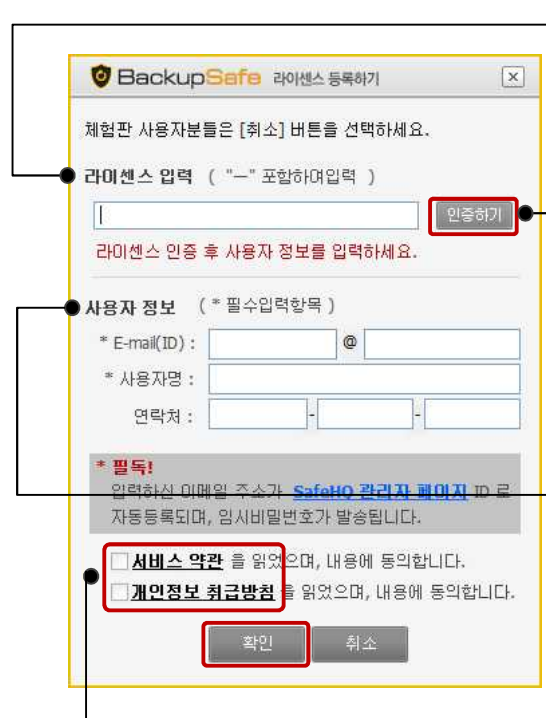 BackupSafe 라이센스 등록하기
체험판 사용자분들은 [취소] 버튼을 선택하세요.
라이센스 입력 ( "—" 포함하여입력 )
인증하기
라이센스 인증 후 사용자 정보를 입력하세요.
사용자 정보 ( * 필수입력항목 )
* E-mail(ID) : @
* 사용자명 :
연락처 : - -
* 필독!
입력하신 이메일 주소가 SafeHQ 관리자 페이지 ID 로
자동등록되며, 임시비밀번호가 발송됩니다.
서비스 약관 을 읽었으며, 내용에 동의합니다.
개인정보 취급방침 을 읽었으며, 내용에 동의합니다.
확인 취소